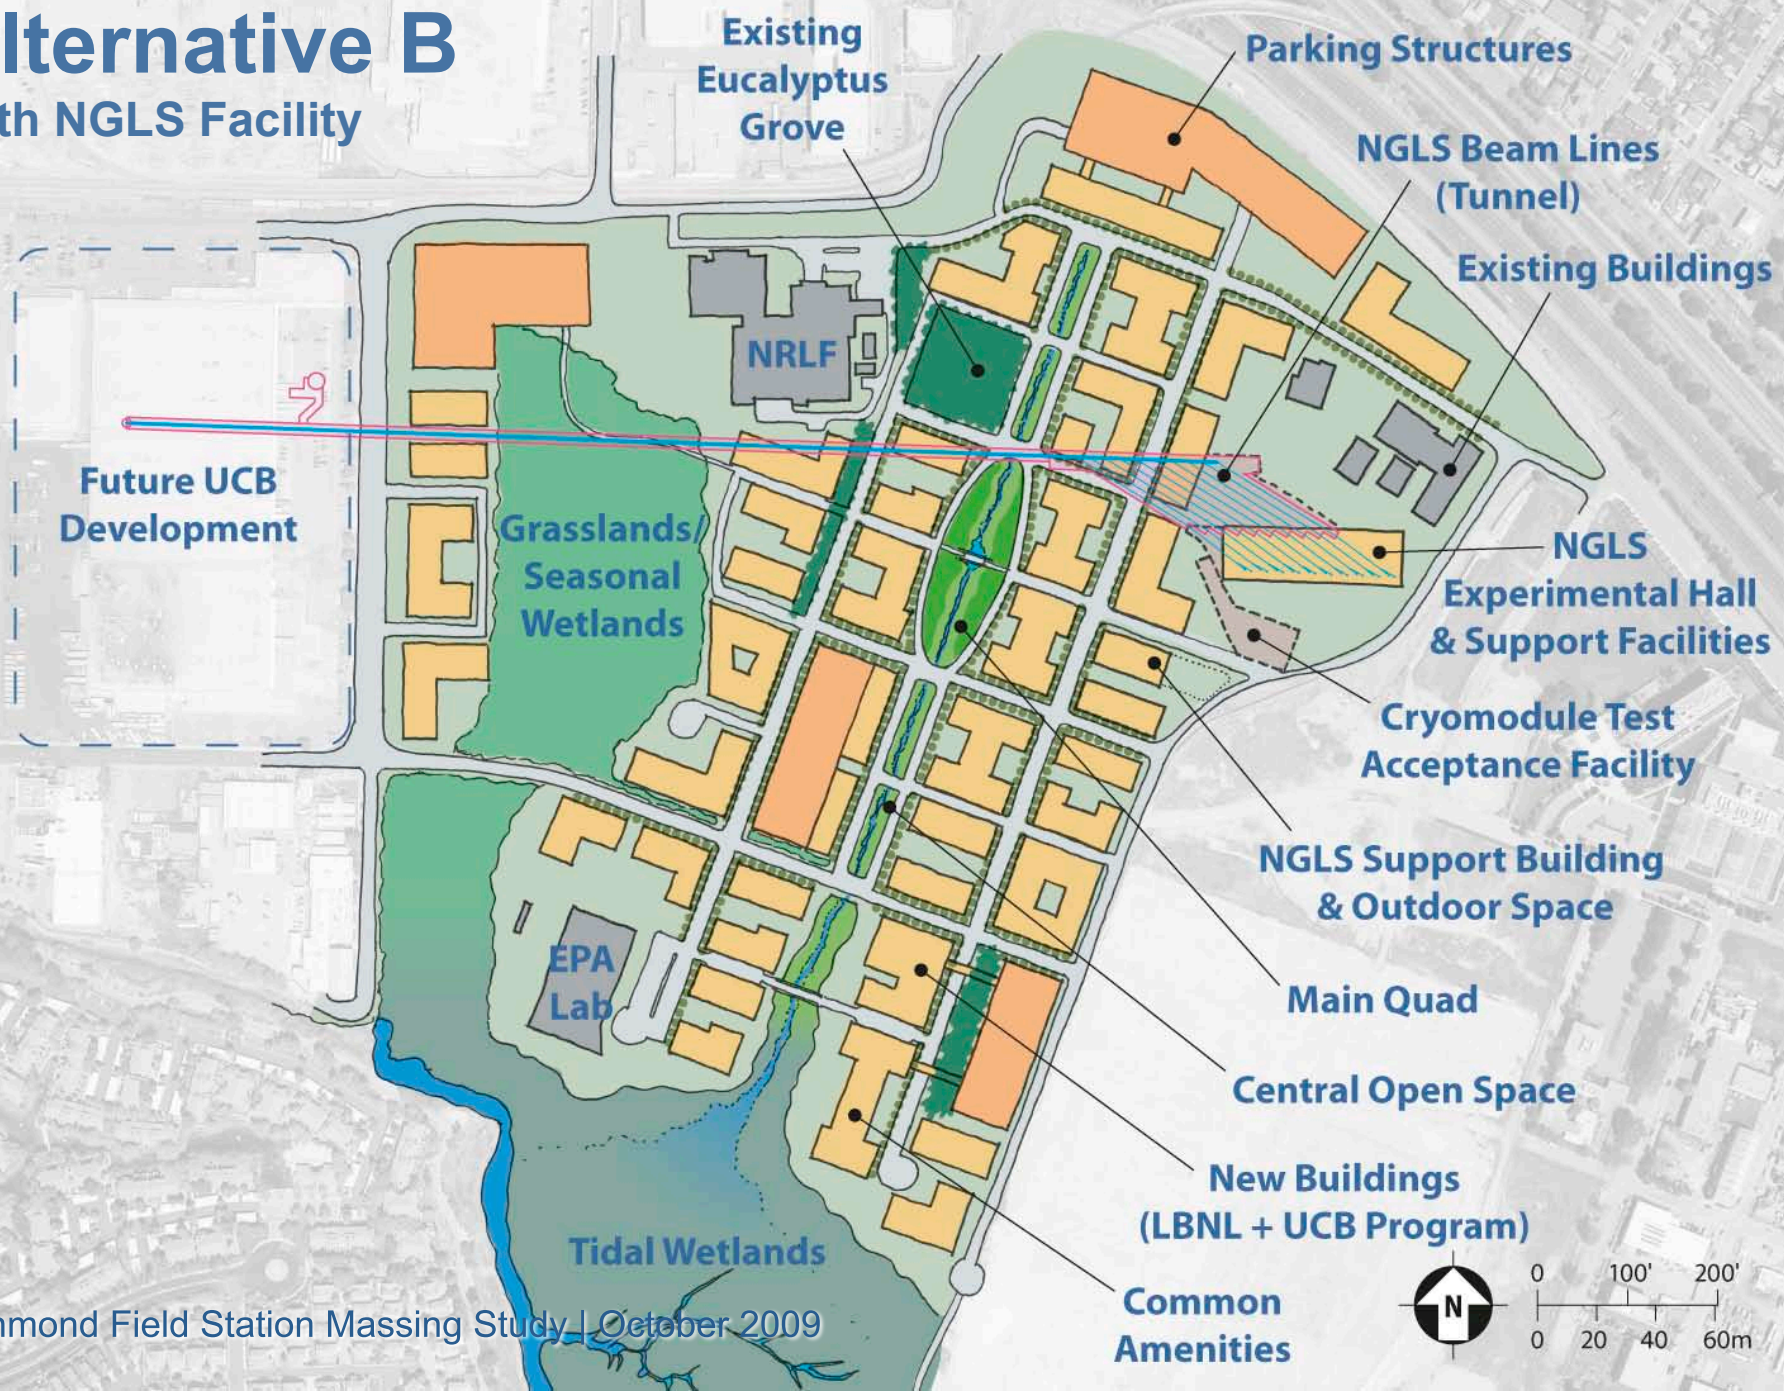 lternative B
th NGLS Facility
Existing
Eucalyptus
Grove
Parking Structures
NGLS Beam Lines
(Tunnel)
Existing Buildings
NRLF
Future UCB
Development
Grasslands/
Seasonal
Wetlands
NGLS
Experimental Hall
& Support Facilities
Cryomodule Test
Acceptance Facility
NGLS Support Building
& Outdoor Space
EPA
Lab
Main Quad
Central Open Space
New Buildings
(LBNL + UCB Program)
Tidal Wetlands
Common
Amenities
N
0 100' 200'
0 20 40 60m
mond Field Station Massing Study | October 2009